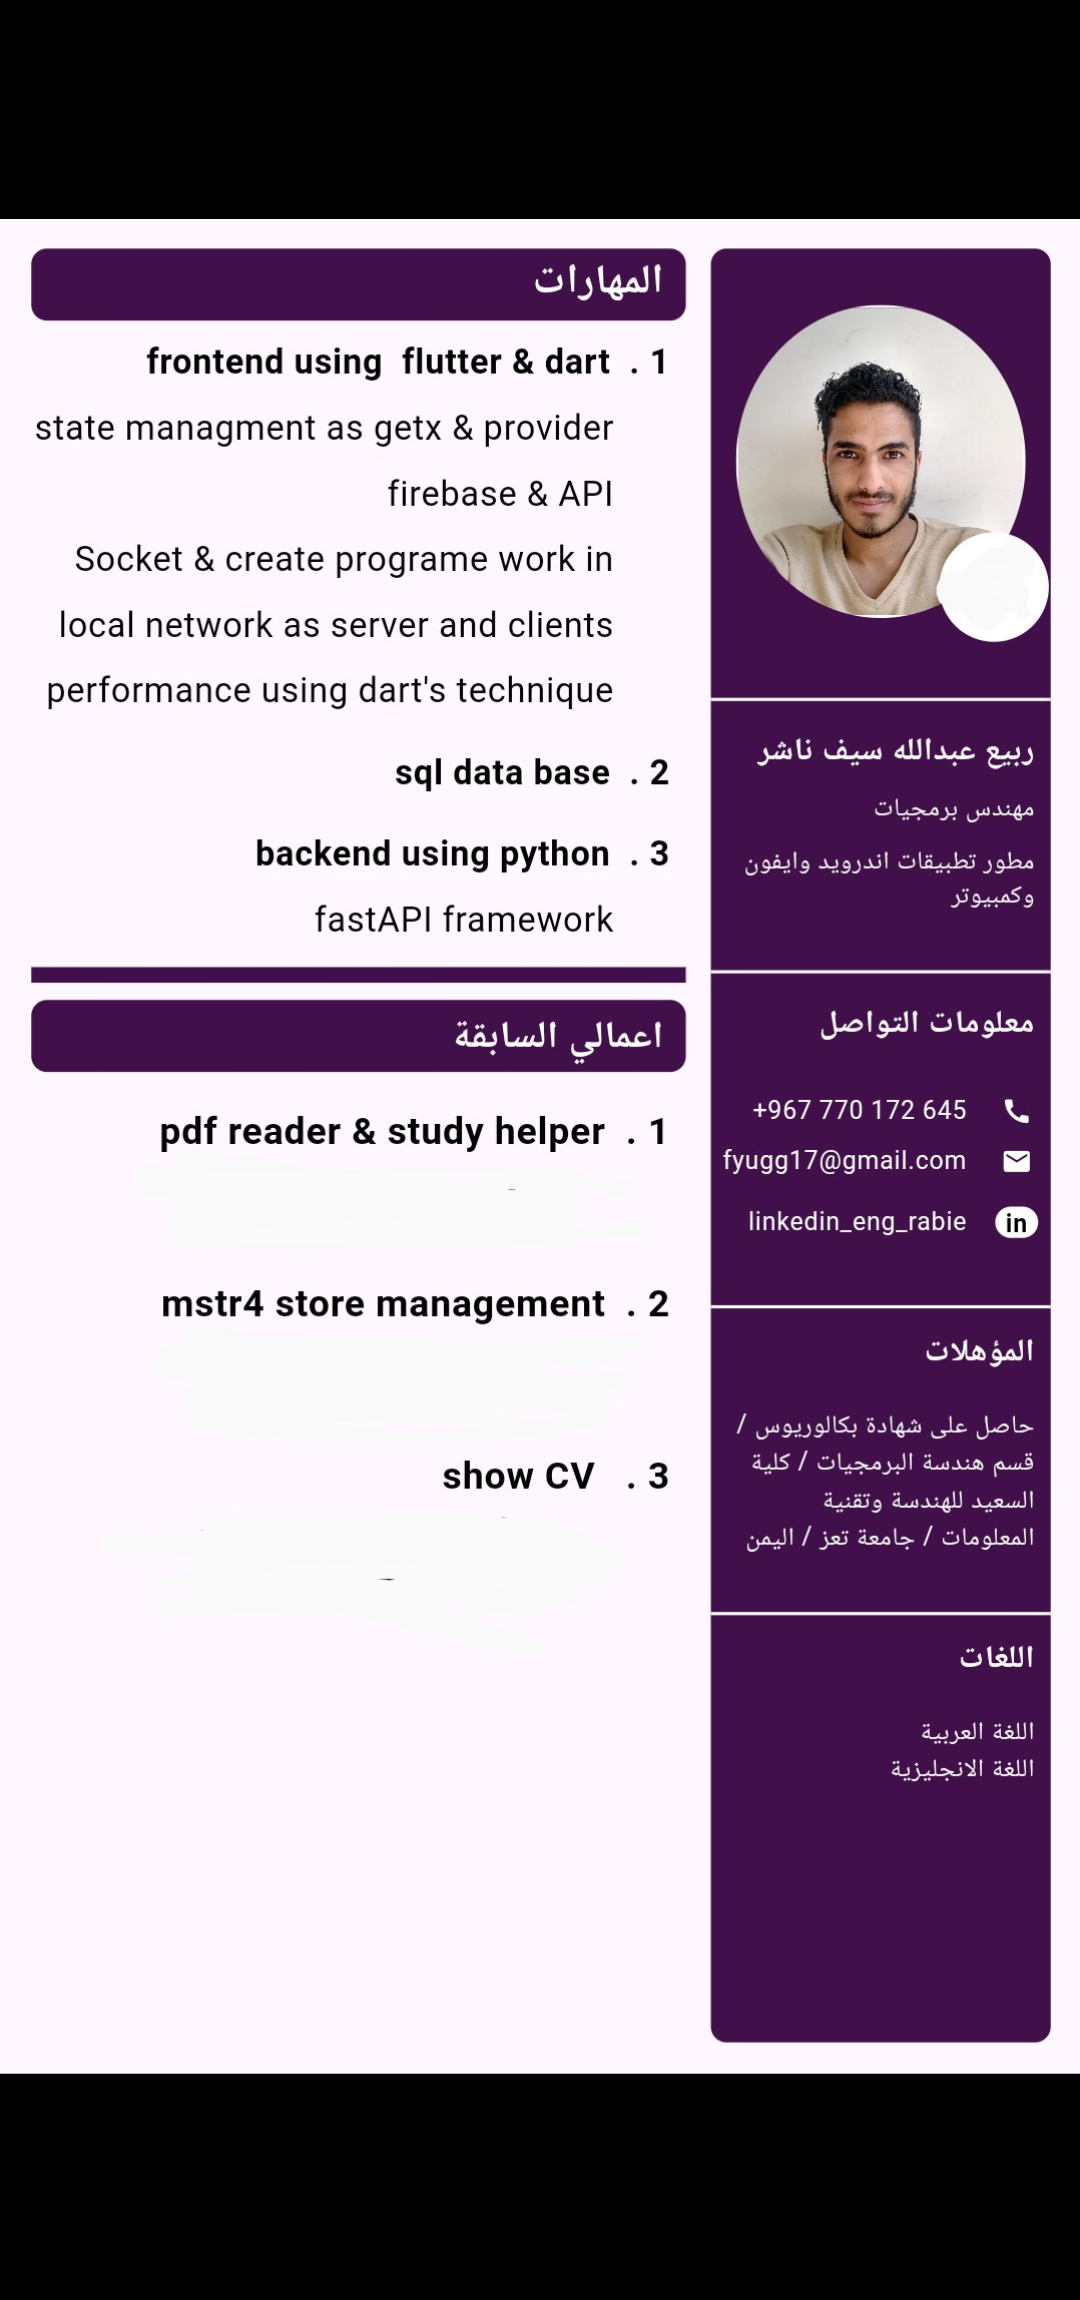 المهارات
1 . frontend using flutter & dart
state managment as getx & provider
firebase & API
Socket & create programe work in
local network as server and clients
performance using dart's technique
2 . sql data base
3 . backend using python
fastAPI framework
اعمالي السابقة
1 . pdf reader & study helper
2 . mstr4 store management
3 . show CV
ربيع عبدالله سيف ناشر
مهندس برمجيات
مطور تطبيقات اندرويد وايفون
وكمبيوتر
معلومات التواصل
+967 770 172 645
fyugg17@gmail.com
linkedin_eng_rabie
in
المؤهلات
حاصل على شهادة بكالوريوس /
قسم هندسة البرمجيات / كلية
السعيد للهندسة وتقنية
المعلومات / جامعة تعز / اليمن
اللغات
اللغة العربية
اللغة الانجليزية